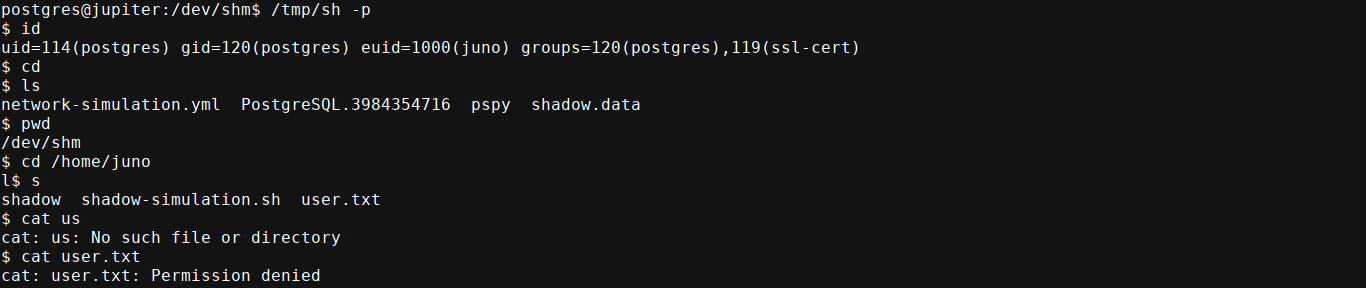 postgres@jupiter:/dev/shm$ /tmp/sh -p
$ id
uid=114(postgres) gid=120(postgres) euid=1000(juno) groups=120(postgres),119(ssl-cert)
$ cd
$ ls
network-simulation.yml  PostgreSQL.3984354716  pspy  shadow.data
$ pwd
/dev/shm
$ cd /home/juno
l$ s
shadow  shadow-simulation.sh  user.txt
$ cat us
cat: us: No such file or directory
$ cat user.txt
cat: user.txt: Permission denied